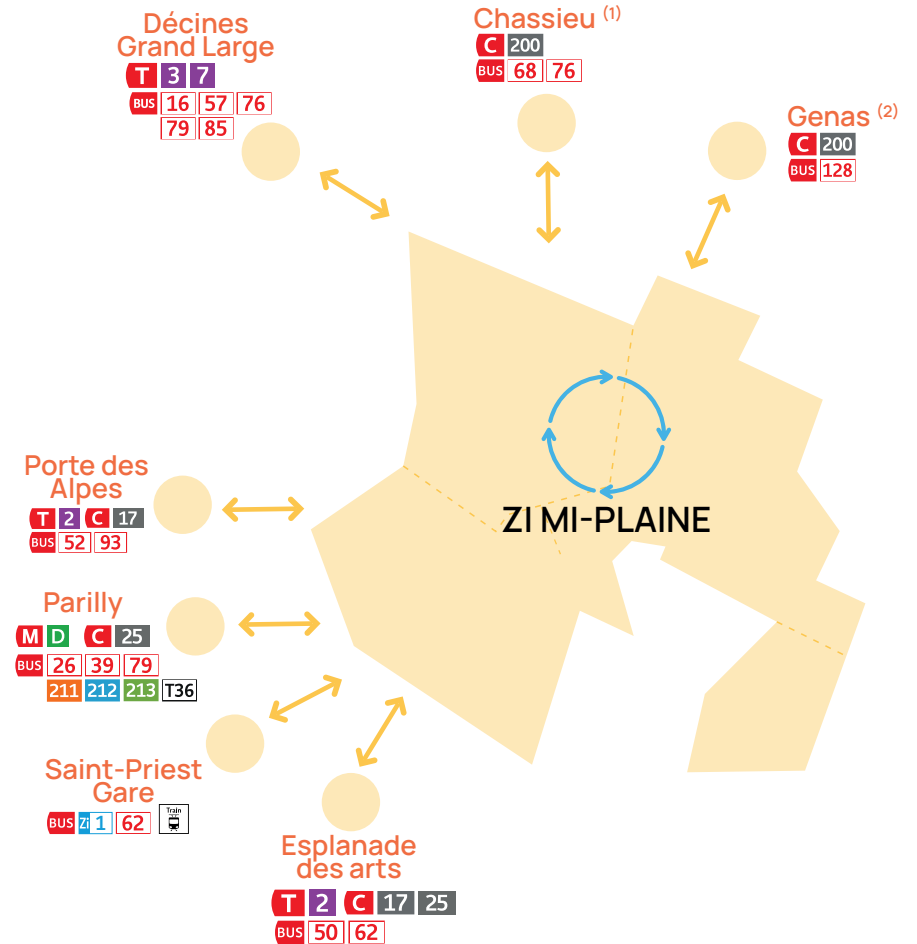 Décines
Grand Large
T 3 7
BUS 16 57 76
79 85
Chassieu (1)
C 200
BUS 68 76
Genas (2)
C 200
BUS 128
ZI MI-PLAINE
Porte des
Alpes
T 2 C 17
BUS 52 93
Parilly
M D C 25
BUS 26 39 79
211 212 213 T36
Saint-Priest
Gare
BUS Zi 1 62 Train
Esplanade
des arts
T 2 C 17 25
BUS 50 62